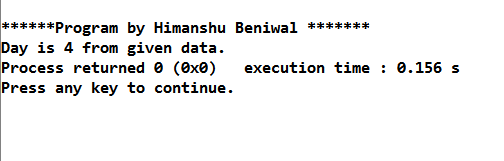 ******Program by Himanshu Beniwal *******
Day is 4 from given data.
Process returned 0 (0x0)   execution time : 0.156 s
Press any key to continue.